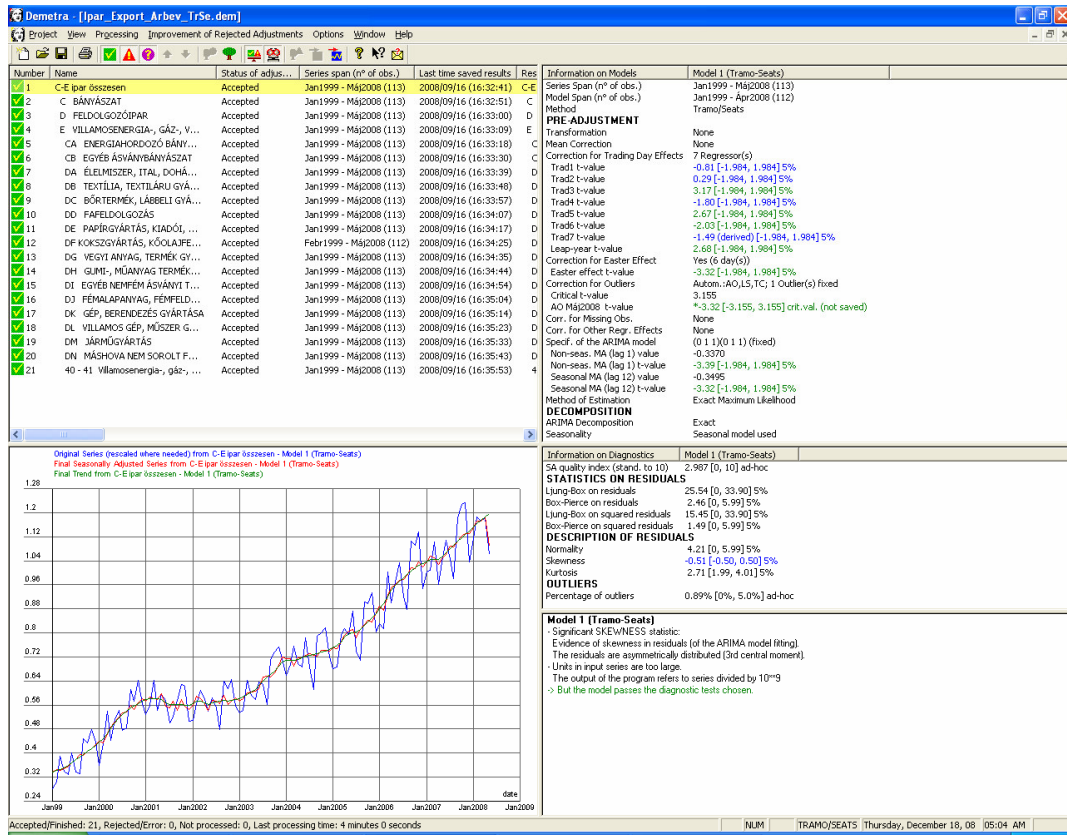 Demetra - [Ipar_Export_Arbev_TrSe.dem]
Project View Processing Improvement of Rejected Adjustments Options Window Help
Number Name Status of adjus... Series span (n° of obs.) Last time saved results Res
1 C-E ipar összesen Accepted Jan1999 - Máj2008 (113) 2008/09/16 (16:32:41) C-E
2 C BÁNYÁSZAT Accepted Jan1999 - Máj2008 (113) 2008/09/16 (16:32:51) C
3 D FELDOLGOZÓIPAR Accepted Jan1999 - Máj2008 (113) 2008/09/16 (16:33:00) D
4 E VILLAMOSENERGIA-, GÁZ-, V... Accepted Jan1999 - Máj2008 (113) 2008/09/16 (16:33:09) E
5 CA ENERGIAHORDOZÓ BÁNY... Accepted Jan1999 - Máj2008 (113) 2008/09/16 (16:33:18) C
6 CB EGYÉB ÁSVÁNYBÁNYÁSZAT Accepted Jan1999 - Máj2008 (113) 2008/09/16 (16:33:30) C
7 DA ÉLELMISZER, ITAL, DOHÁ... Accepted Jan1999 - Máj2008 (113) 2008/09/16 (16:33:39) D
8 DB TEXTÍLIA, TEXTILÁRU GYÁ... Accepted Jan1999 - Máj2008 (113) 2008/09/16 (16:33:48) D
9 DC BŐRTERMÉK, LÁBBELI GYÁ... Accepted Jan1999 - Máj2008 (113) 2008/09/16 (16:33:57) D
10 DD FAFELDOLGOZÁS Accepted Jan1999 - Máj2008 (113) 2008/09/16 (16:34:07) D
11 DE PAPÍRGYÁRTÁS, KIADÓI, ... Accepted Jan1999 - Máj2008 (113) 2008/09/16 (16:34:17) D
12 DF KOKSZGYÁRTÁS, KŐOLAJFE... Accepted Febr1999 - Máj2008 (112) 2008/09/16 (16:34:25) D
13 DG VEGYI ANYAG, TERMÉK GY... Accepted Jan1999 - Máj2008 (113) 2008/09/16 (16:34:35) D
14 DH GUMI-, MŰANYAG TERMÉK... Accepted Jan1999 - Máj2008 (113) 2008/09/16 (16:34:44) D
15 DI EGYÉB NEMFÉM ÁSVÁNYI T... Accepted Jan1999 - Máj2008 (113) 2008/09/16 (16:34:54) D
16 DJ FÉMALAPANYAG, FÉMFELD... Accepted Jan1999 - Máj2008 (113) 2008/09/16 (16:35:04) D
17 DK GÉP, BERENDEZÉS GYÁRTÁSA Accepted Jan1999 - Máj2008 (113) 2008/09/16 (16:35:14) D
18 DL VILLAMOS GÉP, MŰSZER G... Accepted Jan1999 - Máj2008 (113) 2008/09/16 (16:35:23) D
19 DM JÁRMŰGYÁRTÁS Accepted Jan1999 - Máj2008 (113) 2008/09/16 (16:35:33) D
20 DN MÁSHOVA NEM SOROLT F... Accepted Jan1999 - Máj2008 (113) 2008/09/16 (16:35:43) D
21 40 - 41 Villamosenergia-, gáz-, ... Accepted Jan1999 - Máj2008 (113) 2008/09/16 (16:35:53) 4
Information on Models Model 1 (Tramo-Seats)
Series Span (n° of obs.) Jan1999 - Máj2008 (113)
Model Span (n° of obs.) Jan1999 - Ápr2008 (112)
Method Tramo/Seats
PRE-ADJUSTMENT
Transformation None
Mean Correction None
Correction for Trading Day Effects 7 Regressor(s)
Trad1 t-value -0.81 [-1.984, 1.984] 5%
Trad2 t-value 0.29 [-1.984, 1.984] 5%
Trad3 t-value 3.17 [-1.984, 1.984] 5%
Trad4 t-value -1.80 [-1.984, 1.984] 5%
Trad5 t-value 2.67 [-1.984, 1.984] 5%
Trad6 t-value -2.03 [-1.984, 1.984] 5%
Trad7 t-value -1.49 (derived) [-1.984, 1.984] 5%
Leap-year t-value 2.68 [-1.984, 1.984] 5%
Correction for Easter Effect Yes (6 day(s))
Easter effect t-value -3.32 [-1.984, 1.984] 5%
Correction for Outliers Autom.:AO,LS,TC; 1 Outlier(s) fixed
Critical t-value 3.155
AO Máj2008 t-value *-3.32 [-3.155, 3.155] crit.val. (not saved)
Corr. for Missing Obs. None
Corr. for Other Regr. Effects None
Specif. of the ARIMA model (0 1 1)(0 1 1) (fixed)
Non-seas. MA (lag 1) value -0.3370
Non-seas. MA (lag 1) t-value -3.39 [-1.984, 1.984] 5%
Seasonal MA (lag 12) value -0.3495
Seasonal MA (lag 12) t-value -3.32 [-1.984, 1.984] 5%
Method of Estimation Exact Maximum Likelihood
DECOMPOSITION
ARIMA Decomposition Exact
Seasonality Seasonal model used
Original Series (rescaled where needed) from C-E ipar összesen - Model 1 (Tramo-Seats)
Final Seasonally Adjusted Series from C-E ipar összesen - Model 1 (Tramo-Seats)
Final Trend from C-E ipar összesen - Model 1 (Tramo-Seats)
1.28
1.2
1.12
1.04
0.96
0.88
0.8
0.72
0.64
0.56
0.48
0.4
0.32
0.24
date
Jan99 Jan2000 Jan2001 Jan2002 Jan2003 Jan2004 Jan2005 Jan2006 Jan2007 Jan2008 Jan2009
Information on Diagnostics Model 1 (Tramo-Seats)
SA quality index (stand. to 10) 2.987 [0, 10] ad-hoc
STATISTICS ON RESIDUALS
Ljung-Box on residuals 25.54 [0, 33.90] 5%
Box-Pierce on residuals 2.46 [0, 5.99] 5%
Ljung-Box on squared residuals 15.45 [0, 33.90] 5%
Box-Pierce on squared residuals 1.49 [0, 5.99] 5%
DESCRIPTION OF RESIDUALS
Normality 4.21 [0, 5.99] 5%
Skewness -0.51 [-0.50, 0.50] 5%
Kurtosis 2.71 [1.99, 4.01] 5%
OUTLIERS
Percentage of outliers 0.89% [0%, 5.0%] ad-hoc
Model 1 (Tramo-Seats)
- Significant SKEWNESS statistic:
Evidence of skewness in residuals (of the ARIMA model fitting).
The residuals are asymmetrically distributed (3rd central moment).
- Units in input series are too large.
The output of the program refers to series divided by 10**9
-> But the model passes the diagnostic tests chosen.
Accepted/Finished: 21, Rejected/Error: 0, Not processed: 0, Last processing time: 4 minutes 0 seconds
NUM TRAMO/SEATS Thursday, December 18, 08 05:04 AM